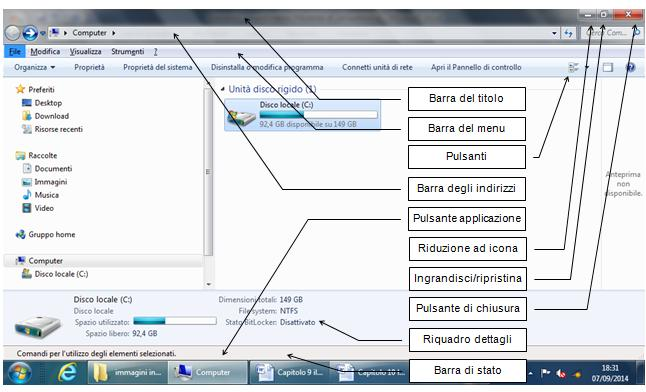 Computer
Cerca Com...
File Modifica Visualizza Strumenti ?
Organizza Proprietà Proprietà del sistema Disinstalla o modifica programma Connetti unità di rete Apri il Pannello di controllo
Preferiti
Desktop
Download
Risorse recenti
Raccolte
Documenti
Immagini
Musica
Video
Gruppo home
Computer
Disco locale (C:)
Unità disco rigido (1)
Disco locale (C:)
92,4 GB disponibile su 149 GB
Anteprima
non
disponibile.
Barra del titolo
Barra del menu
Pulsanti
Barra degli indirizzi
Pulsante applicazione
Riduzione ad icona
Ingrandisci/ripristina
Pulsante di chiusura
Riquadro dettagli
Barra di stato
Disco locale (C:)
Disco locale
Spazio utilizzato:
Spazio libero: 92,4 GB
Dimensioni totali: 149 GB
File system: NTFS
Stato BitLocker: Disattivato
Comandi per l'utilizzo degli elementi selezionati.
immagini in... Computer Capitolo 9 il... Capitolo 10 i...
18:31
07/09/2014